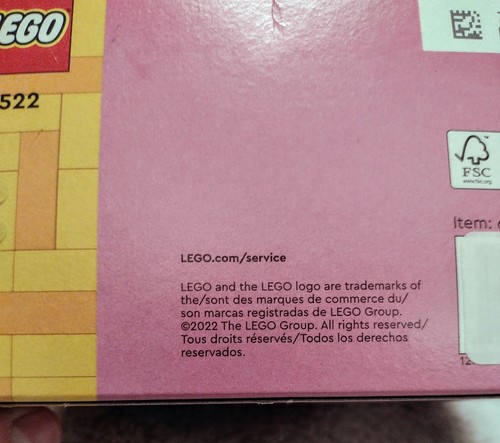 LEGO
522
FSC
www.fsc.org
Item:
LEGO.com/service
LEGO and the LEGO logo are trademarks of
the/sont des marques de commerce du/
son marcas registradas de LEGO Group.
©2022 The LEGO Group. All rights reserved/
Tous droits réservés/Todos los derechos
reservados.
12